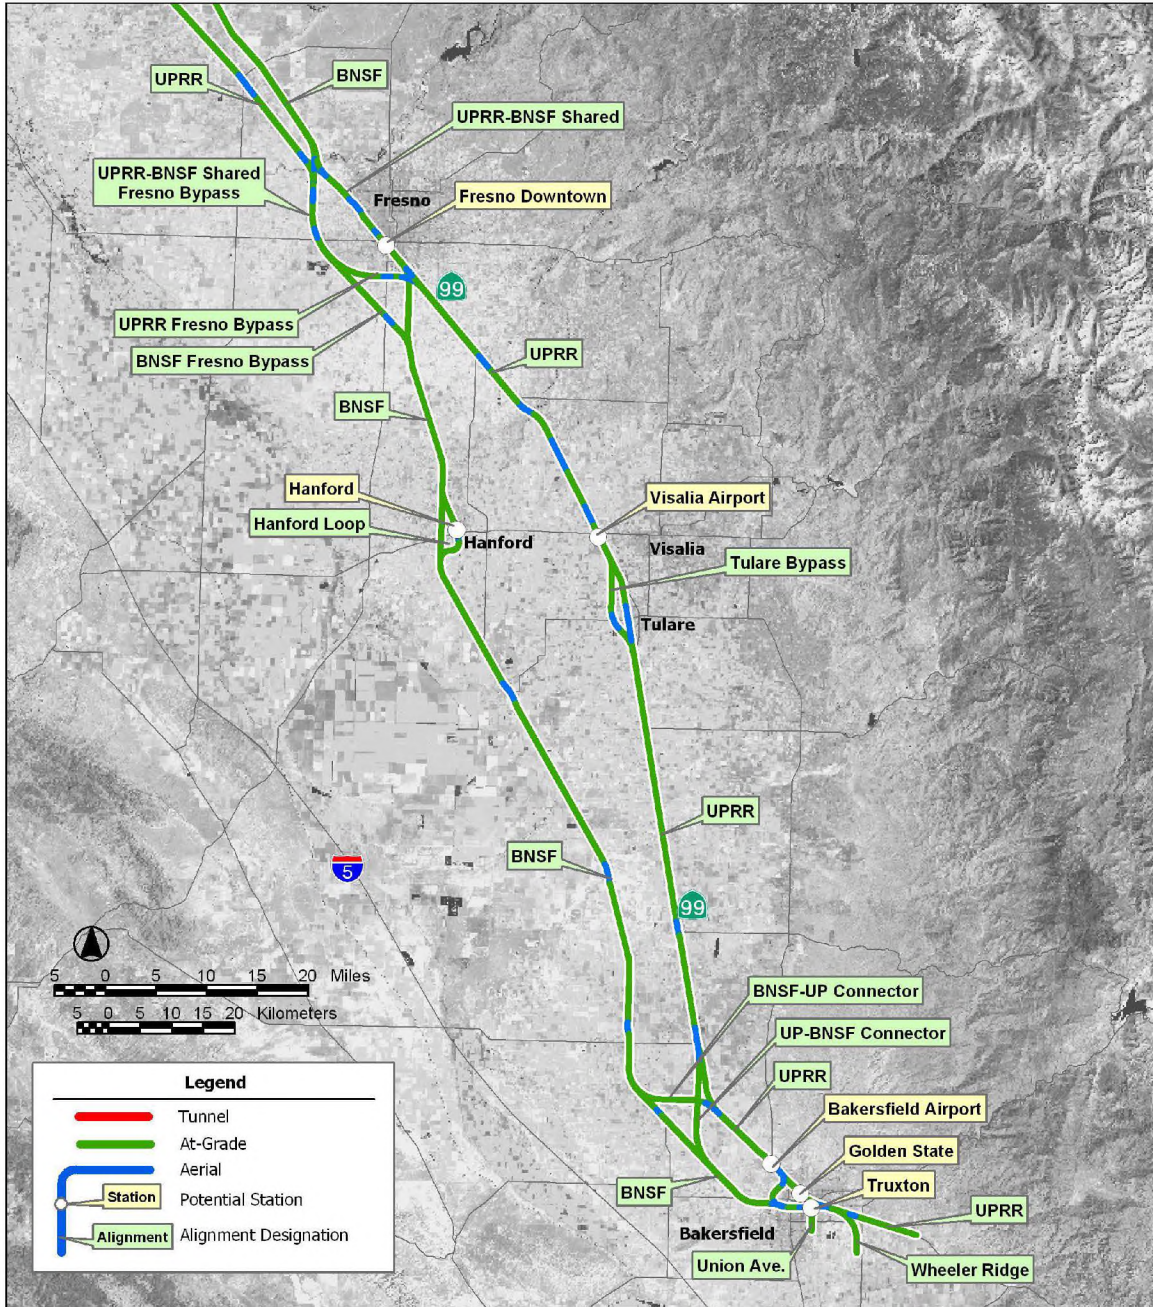 UPRR
BNSF
UPRR-BNSF Shared
UPRR-BNSF Shared
Fresno Bypass
Fresno
Fresno Downtown
99
UPRR Fresno Bypass
BNSF Fresno Bypass
UPRR
BNSF
Hanford
Visalia Airport
Hanford Loop
Hanford
Visalia
Tulare Bypass
Tulare
UPRR
BNSF
5
99
5 0 5 10 15 20 Miles
5 0 5 10 15 20 Kilometers
BNSF-UP Connector
UP-BNSF Connector
UPRR
Bakersfield Airport
Golden State
Truxton
BNSF
UPRR
Bakersfield
Union Ave.
Wheeler Ridge
Legend
Tunnel
At-Grade
Aerial
Station Potential Station
Alignment Alignment Designation